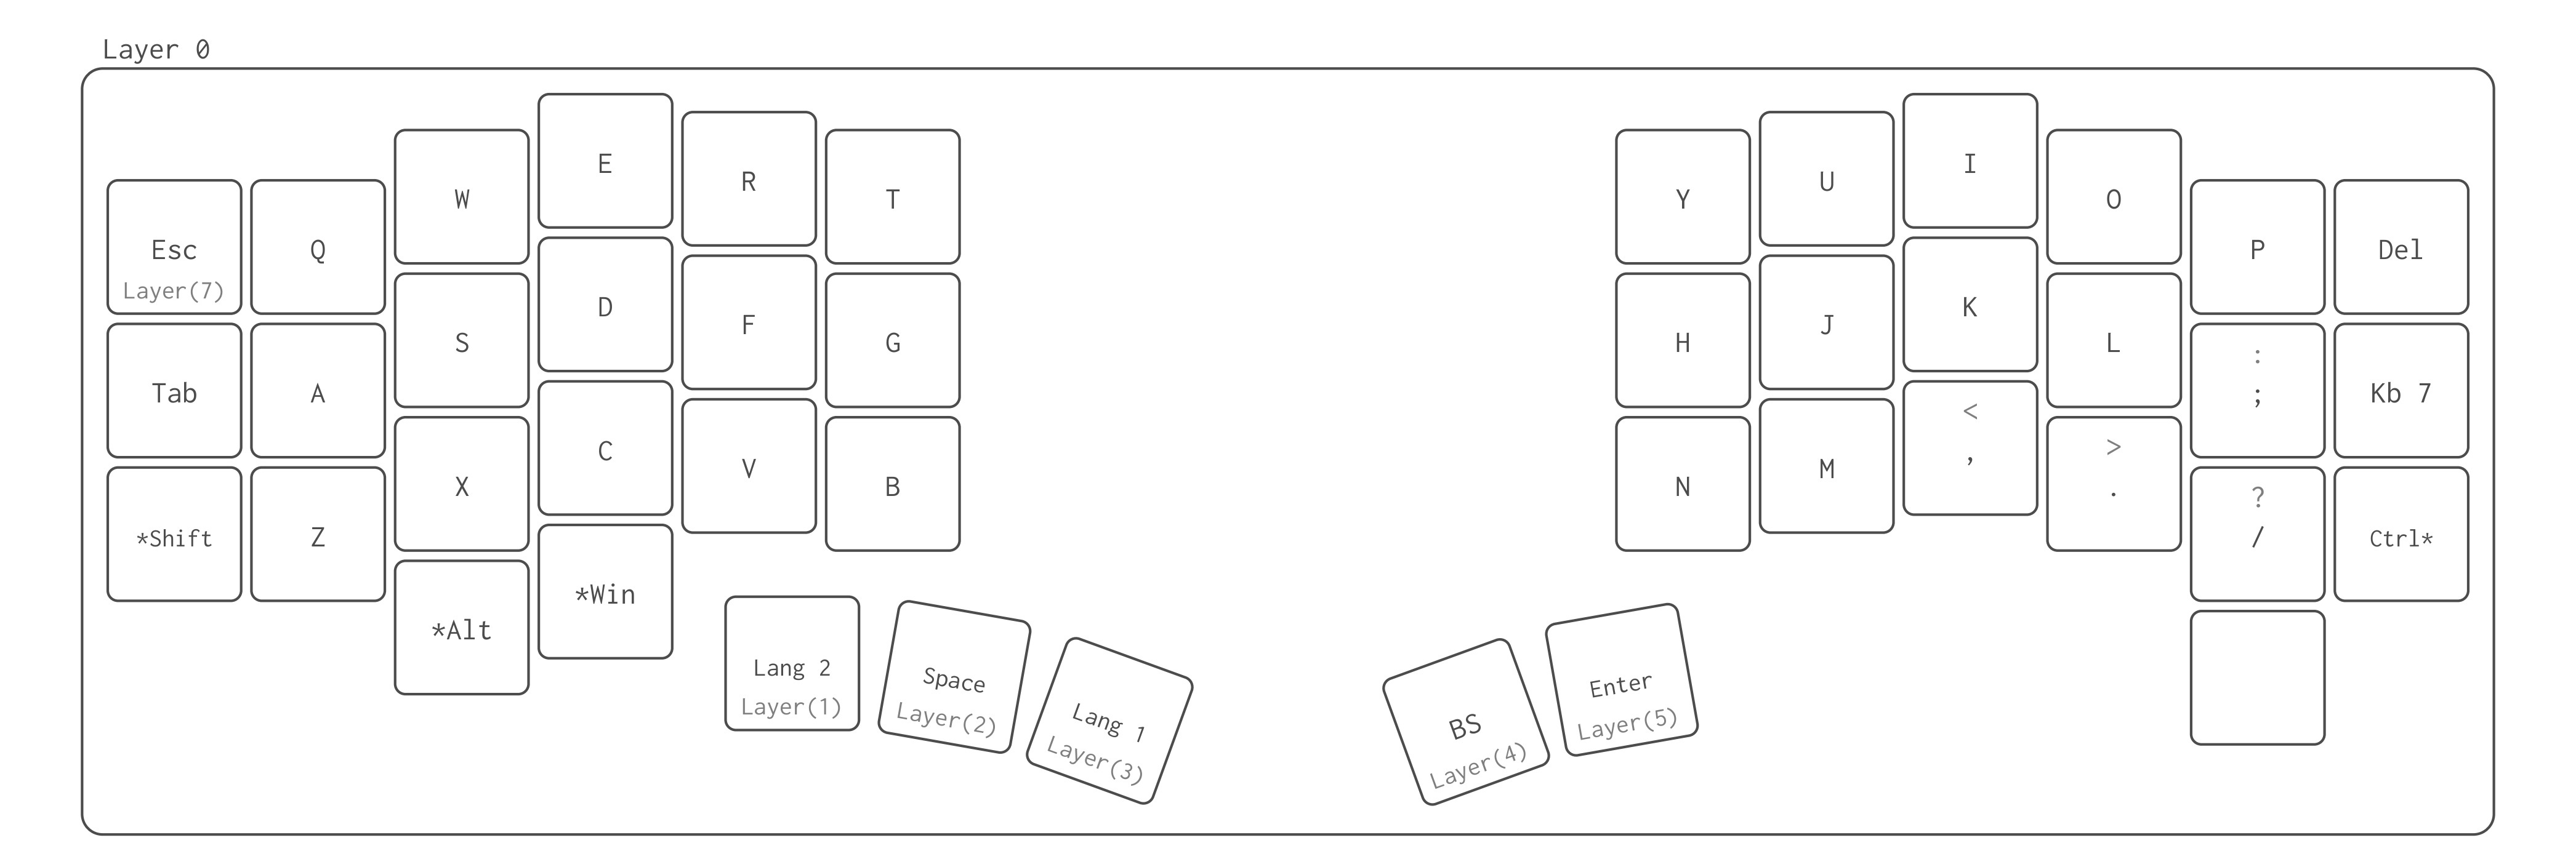 Layer 0
Esc
Layer(7)
Q
W
E
R
T
Y
U
I
O
P
Del
Tab
A
S
D
F
G
H
J
K
L
:
;
Kb 7
*Shift
Z
X
C
V
B
N
M
<
,
>
.
?
/
Ctrl*
*Alt
*Win
Lang 2
Layer(1)
Space
Layer(2)
Lang 1
Layer(3)
BS
Layer(4)
Enter
Layer(5)